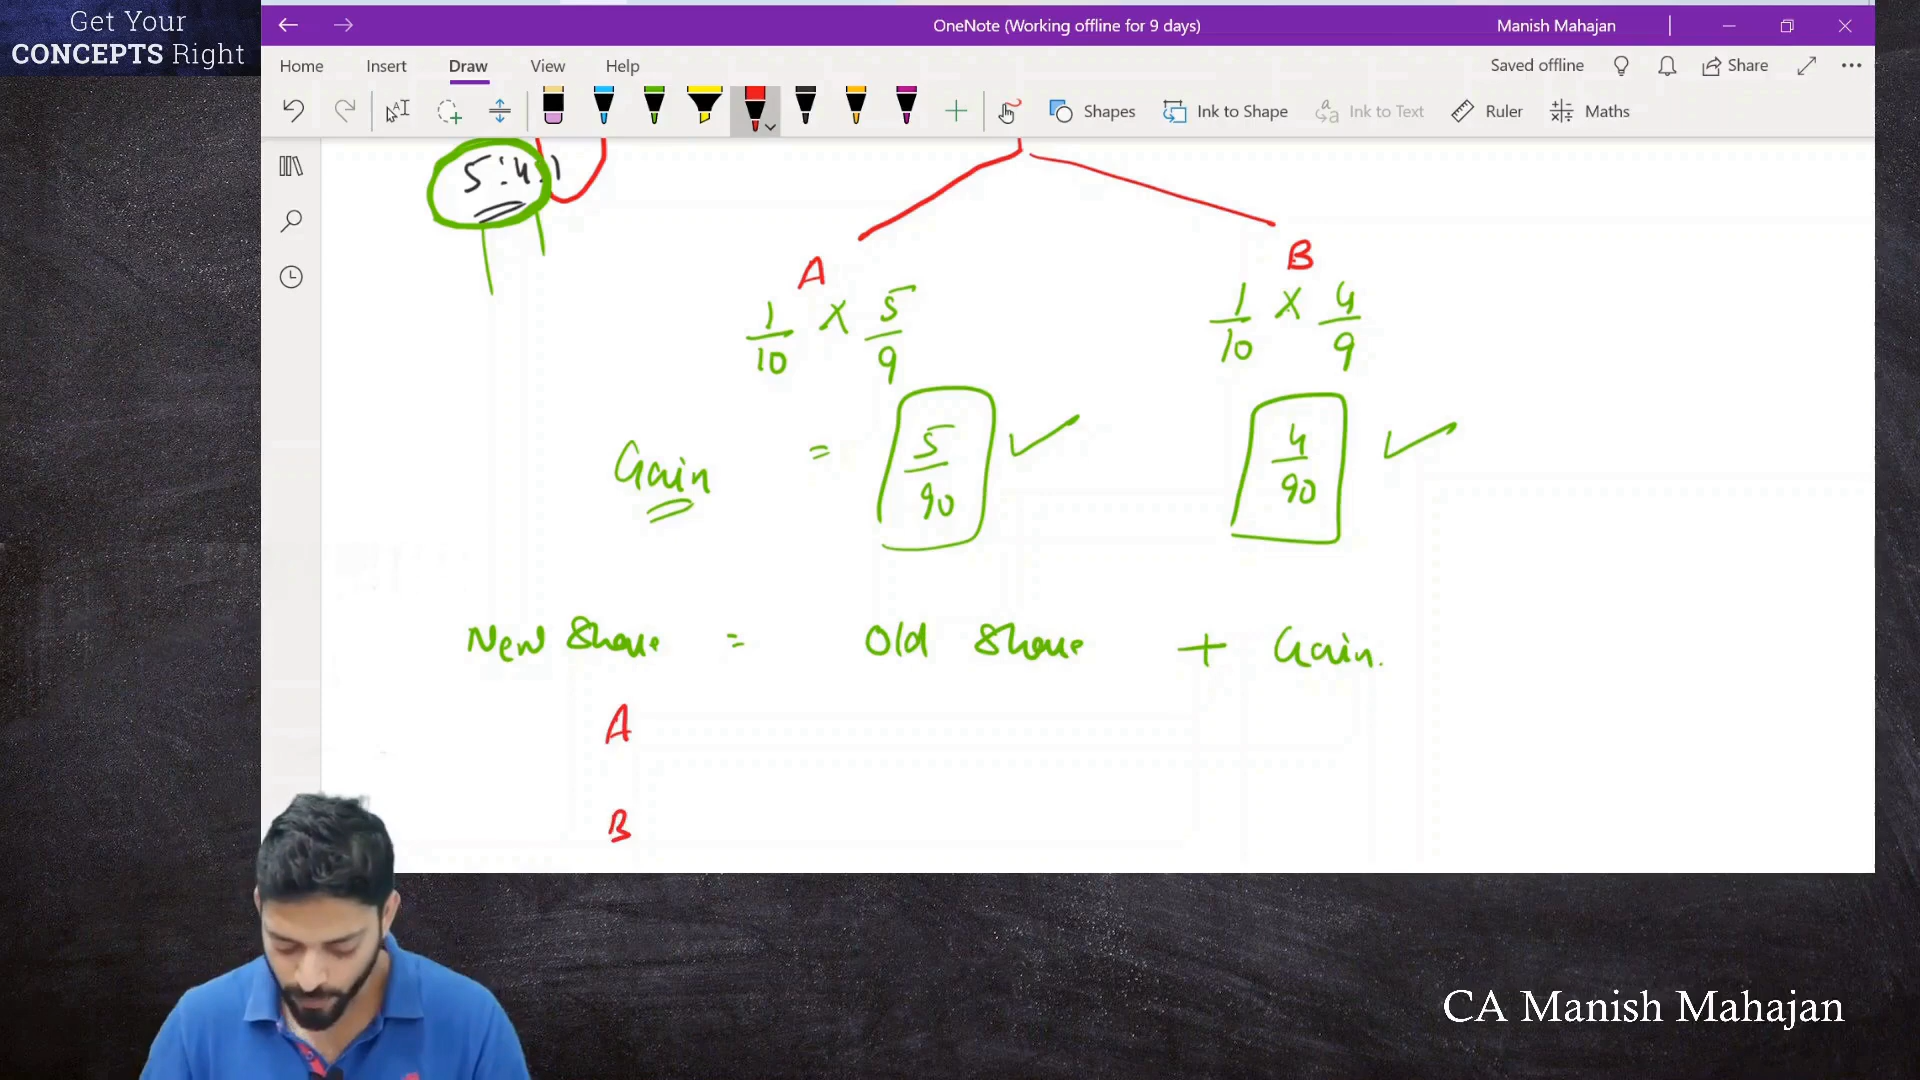 Get Your
CONCEPTS Right
OneNote (Working offline for 9 days)
Manish Mahajan
Home Insert Draw View Help
Saved offline
Share
Shapes
Ink to Shape
Ink to Text
Ruler
Maths
5:4:1
A B
1/10 X 5/9 1/10 X 4/9
Gain = 5/90 ✓ 4/90 ✓
New Share = Old Share + Gain.
A
B
CA Manish Mahajan